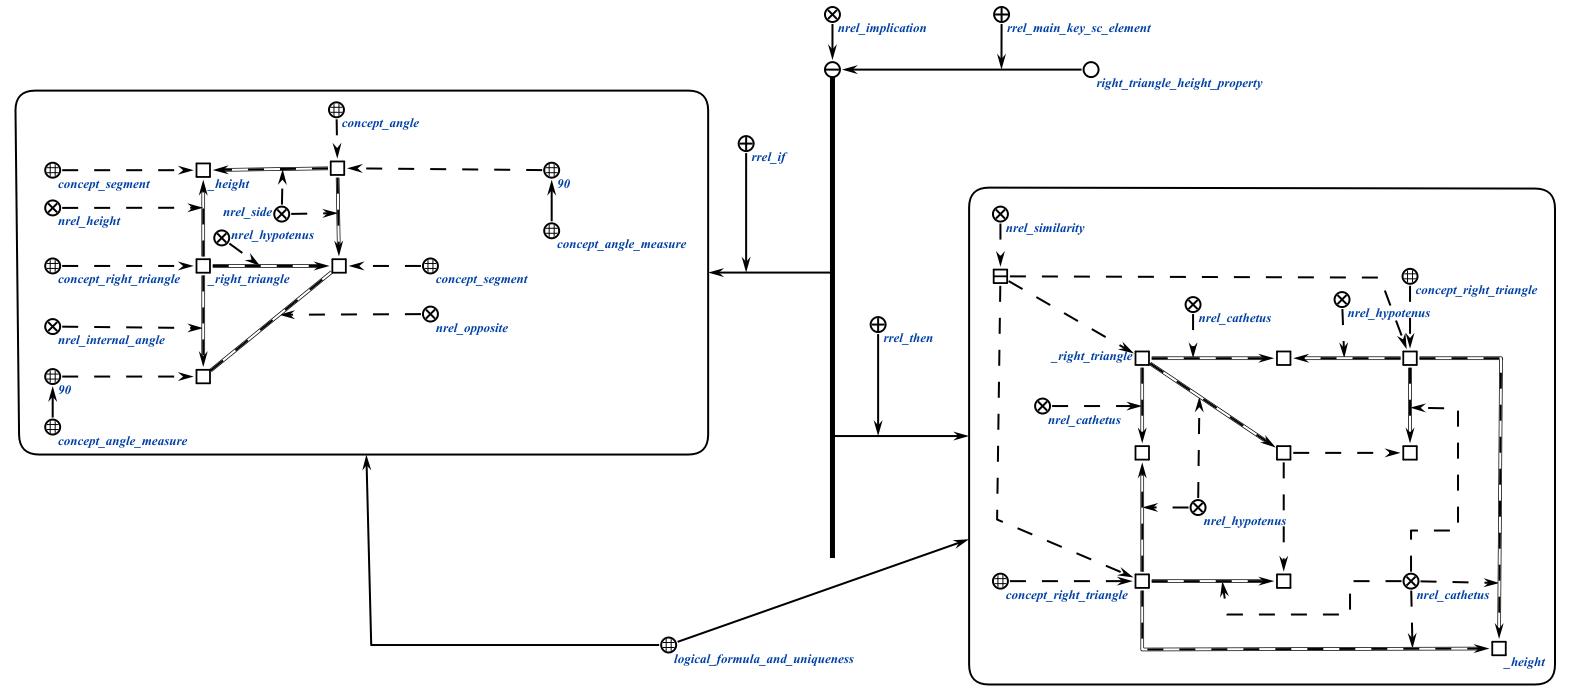 nrel_implication
rrel_main_key_sc_element
right_triangle_height_property
concept_angle
rrel_if
concept_segment
_height
90
nrel_height
nrel_side
nrel_hypotenus
concept_angle_measure
concept_right_triangle
_right_triangle
concept_segment
nrel_internal_angle
nrel_opposite
90
concept_angle_measure
rrel_then
nrel_similarity
concept_right_triangle
nrel_cathetus
nrel_hypotenus
_right_triangle
nrel_cathetus
nrel_hypotenus
concept_right_triangle
nrel_cathetus
_height
logical_formula_and_uniqueness